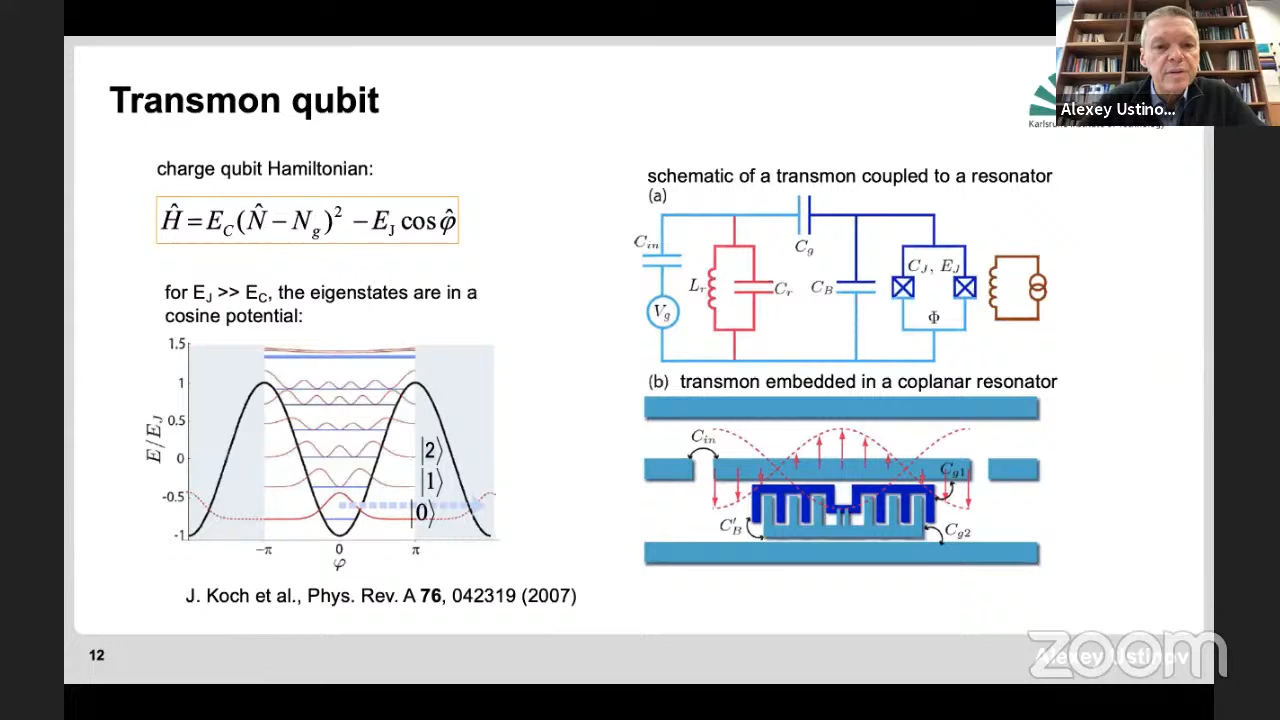 Transmon qubit
Alexey Ustino...
charge qubit Hamiltonian:
Ĥ = E_C(N̂ − N_g)² − E_J cos φ̂
for E_J >> E_C, the eigenstates are in a
cosine potential:
1.5
1
0.5
0
-0.5
-1
E/E_J
|2⟩
|1⟩
|0⟩
−π
0
π
φ
J. Koch et al., Phys. Rev. A 76, 042319 (2007)
schematic of a transmon coupled to a resonator
(a)
C_in
C_g
L_r
C_r
C_B
C_J, E_J
V_g
Φ
(b) transmon embedded in a coplanar resonator
C_in
C_g1
C′_B
C_g2
12
Alexey Ustinov
zoom